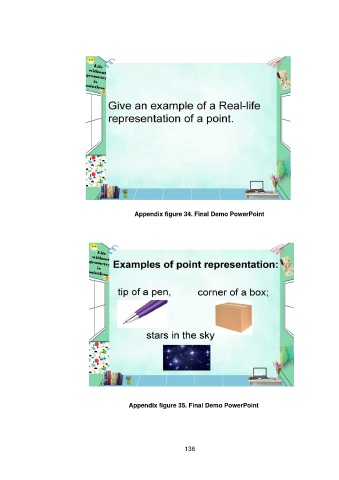 Life
without
geometry
is
pointless
Give an example of a Real-life
representation of a point.
Appendix figure 34. Final Demo PowerPoint
Life
without
geometry
is
pointless
Examples of point representation:
tip of a pen,
corner of a box;
stars in the sky
Appendix figure 35. Final Demo PowerPoint
136